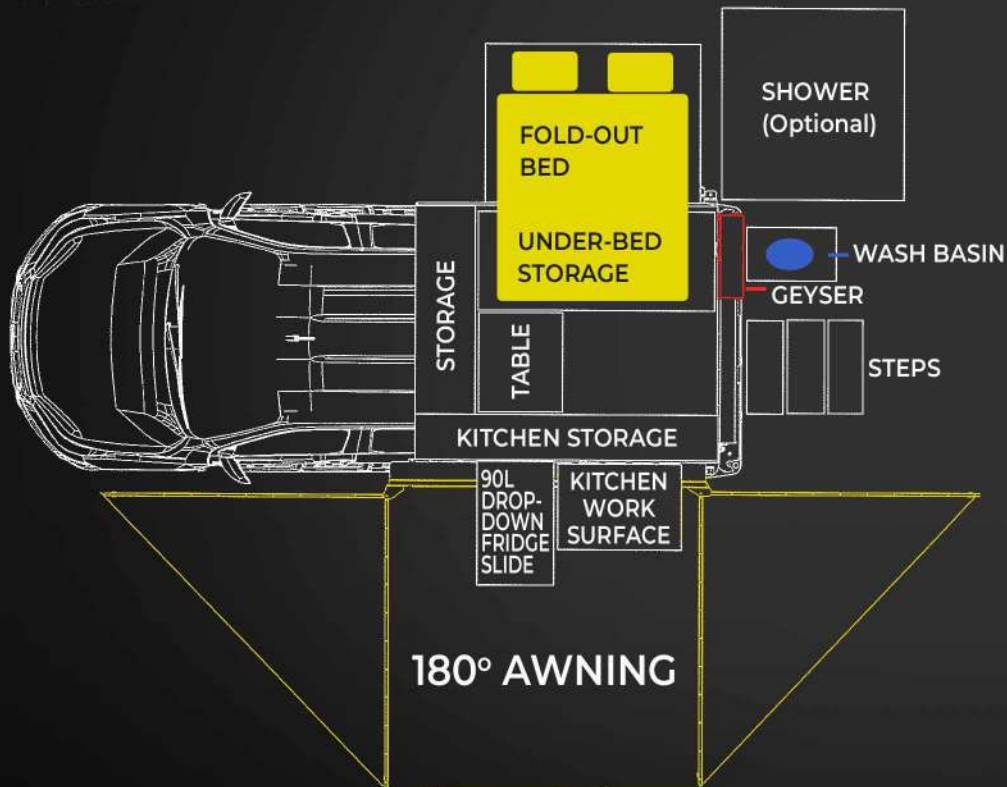 SHOWER
(Optional)
FOLD-OUT
BED
UNDER-BED
STORAGE
WASH BASIN
GEYSER
STORAGE
TABLE
STEPS
KITCHEN STORAGE
90L
DROP-
DOWN
FRIDGE
SLIDE
KITCHEN
WORK
SURFACE
180° AWNING